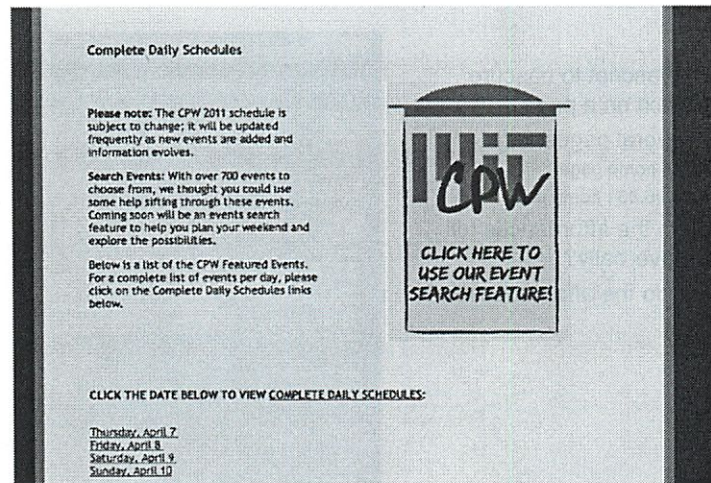 Complete Daily Schedules
Please note: The CPW 2011 schedule is
subject to change; it will be updated
frequently as new events are added and
information evolves.
Search Events: With over 700 events to
choose from, we thought you could use
some help sifting through these events.
Coming soon will be an events search
feature to help you plan your weekend and
explore the possibilities.
Below is a list of the CPW Featured Events.
For a complete list of events per day, please
click on the Complete Daily Schedules links
below.
CPW
CLICK HERE TO
USE OUR EVENT
SEARCH FEATURE!
CLICK THE DATE BELOW TO VIEW COMPLETE DAILY SCHEDULES:
Thursday, April 7
Friday, April 8
Saturday, April 9
Sunday, April 10